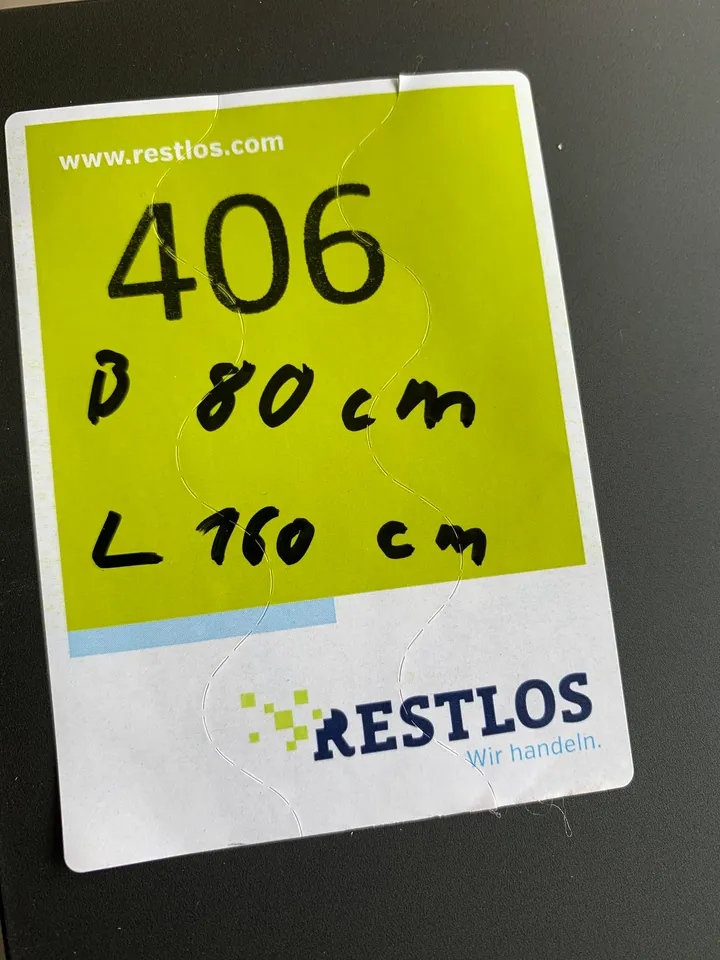 www.restlos.com
406
B 80 cm
L 160 cm
RESTLOS
Wir handeln.